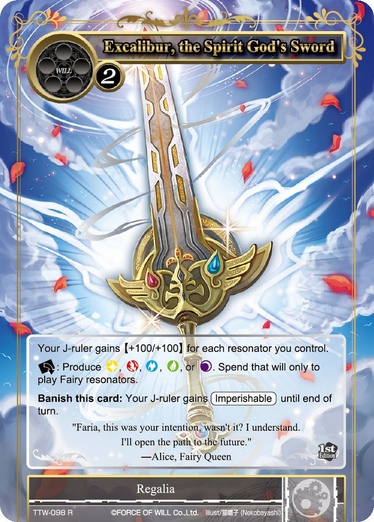 Excalibur, the Spirit God's Sword
WILL
2
Your J-ruler gains 【+100/+100】 for each resonator you control.
: Produce , , , , or . Spend that will only to
play Fairy resonators.
Banish this card: Your J-ruler gains Imperishable until end of
turn.
"Faria, this was your intention, wasn't it? I understand.
I'll open the path to the future."
—Alice, Fairy Queen
1st
Edition
Regalia
TTW-098 R
©FORCE OF WILL Co.,Ltd.
(Nekobayashi)